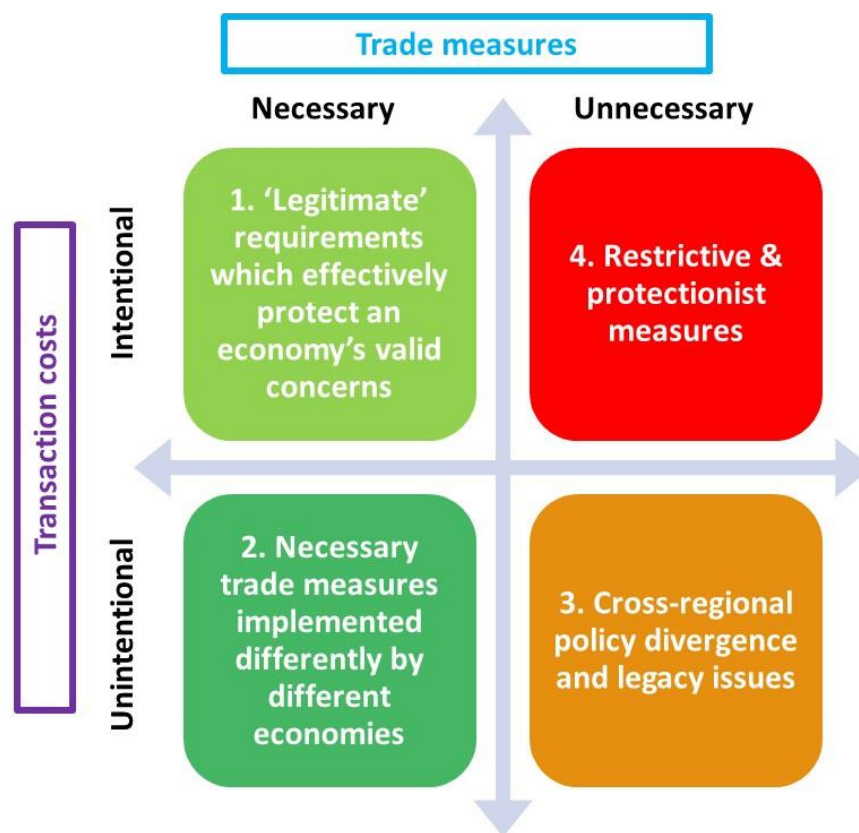 Trade measures
Necessary
Unnecessary
Transaction costs
Intentional
Unintentional
1. ‘Legitimate’
requirements
which effectively
protect an
economy’s valid
concerns
4. Restrictive &
protectionist
measures
2. Necessary
trade measures
implemented
differently by
different
economies
3. Cross-regional
policy divergence
and legacy issues